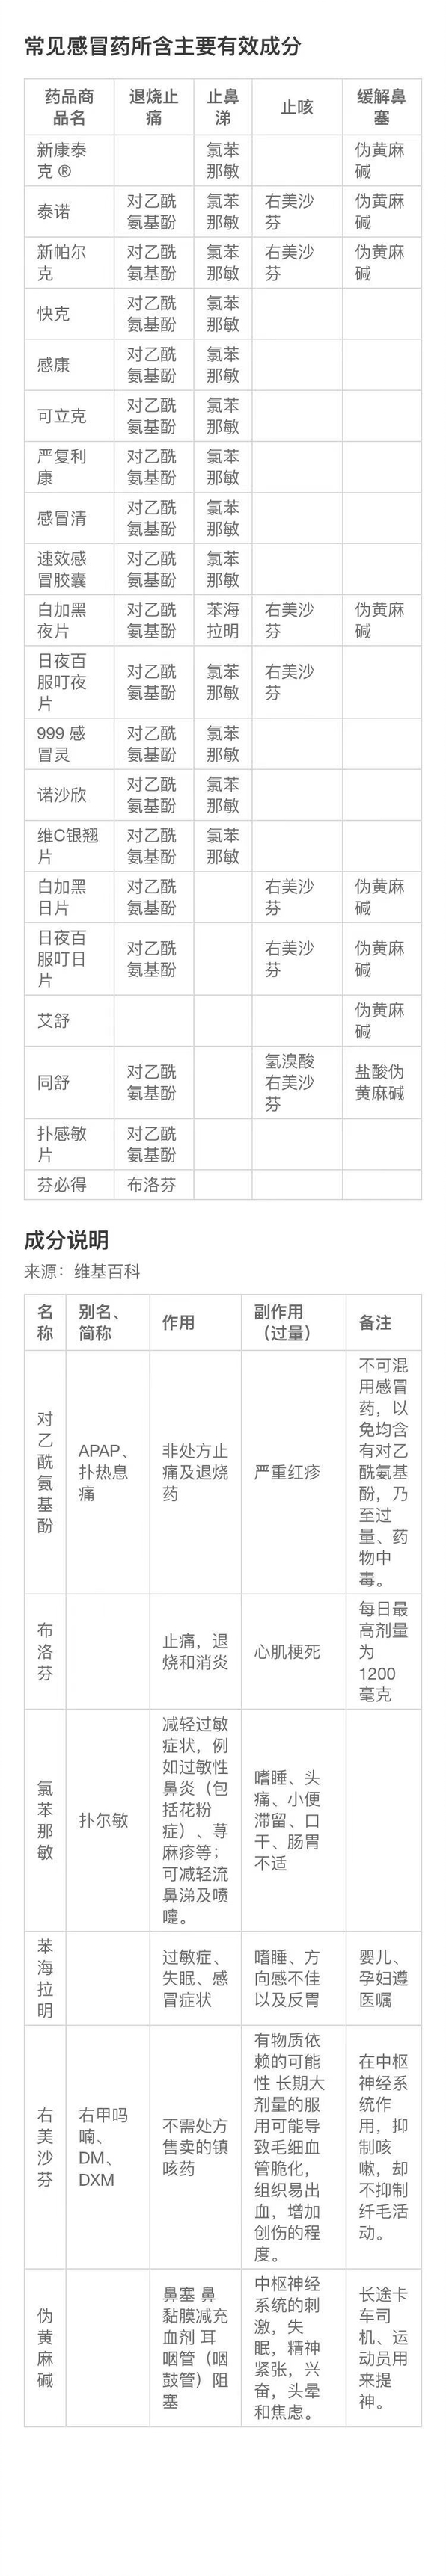 常见感冒药所含主要有效成分
药品商品名 退烧止痛 止鼻涕 止咳 缓解鼻塞
新康泰克 ® 氯苯那敏 伪黄麻碱
泰诺 对乙酰氨基酚 氯苯那敏 右美沙芬 伪黄麻碱
新帕尔克 对乙酰氨基酚 氯苯那敏 右美沙芬 伪黄麻碱
快克 对乙酰氨基酚 氯苯那敏
感康 对乙酰氨基酚 氯苯那敏
可立克 对乙酰氨基酚 氯苯那敏
严复利康 对乙酰氨基酚 氯苯那敏
感冒清 对乙酰氨基酚 氯苯那敏
速效感冒胶囊 对乙酰氨基酚 氯苯那敏
白加黑夜片 对乙酰氨基酚 苯海拉明 右美沙芬 伪黄麻碱
日夜百服叮夜片 对乙酰氨基酚 氯苯那敏 右美沙芬
999 感冒灵 对乙酰氨基酚 氯苯那敏
诺沙欣 对乙酰氨基酚 氯苯那敏
维C银翘片 对乙酰氨基酚 氯苯那敏
白加黑日片 对乙酰氨基酚 右美沙芬 伪黄麻碱
日夜百服叮日片 对乙酰氨基酚 右美沙芬 伪黄麻碱
艾舒 伪黄麻碱
同舒 对乙酰氨基酚 氢溴酸右美沙芬 盐酸伪黄麻碱
扑感敏片 对乙酰氨基酚
芬必得 布洛芬
成分说明
来源：维基百科
名称 别名、简称 作用 副作用（过量） 备注
对乙酰氨基酚 APAP、扑热息痛 非处方止痛及退烧药 严重红疹 不可混用感冒药，以免均含有对乙酰氨基酚，乃至过量、药物中毒。
布洛芬 止痛，退烧和消炎 心肌梗死 每日最高剂量为 1200 毫克
氯苯那敏 扑尔敏 减轻过敏症状，例如过敏性鼻炎（包括花粉症）、荨麻疹等；可减轻流鼻涕及喷嚏。 嗜睡、头痛、小便滞留、口干、肠胃不适
苯海拉明 过敏症、失眠、感冒症状 嗜睡、方向感不佳以及反胃 婴儿、孕妇遵医嘱
右美沙芬 右甲吗喃、DM、DXM 不需处方售卖的镇咳药 有物质依赖的可能性 长期大剂量的服用可能导致毛细血管脆化，组织易出血，增加创伤的程度。 在中枢神经系统作用，抑制咳嗽，却不抑制纤毛活动。
伪黄麻碱 鼻塞 鼻黏膜减充血剂 耳咽管（咽鼓管）阻塞 中枢神经系统的刺激，失眠，精神紧张，兴奋，头晕和焦虑。 长途卡车司机、运动员用来提神。